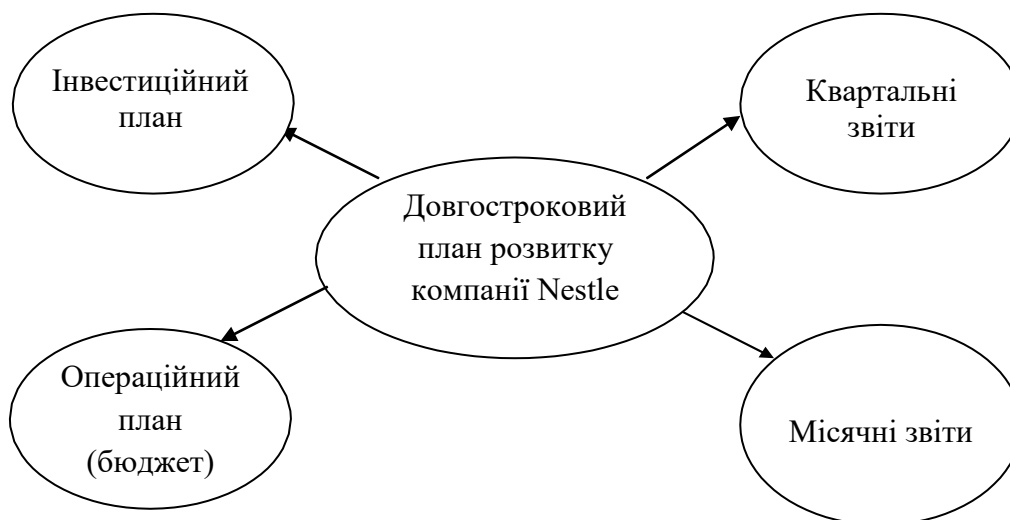 Інвестиційний
план
Квартальні
звіти
Довгостроковий
план розвитку
компанії Nestle
Операційний
план
(бюджет)
Місячні звіти